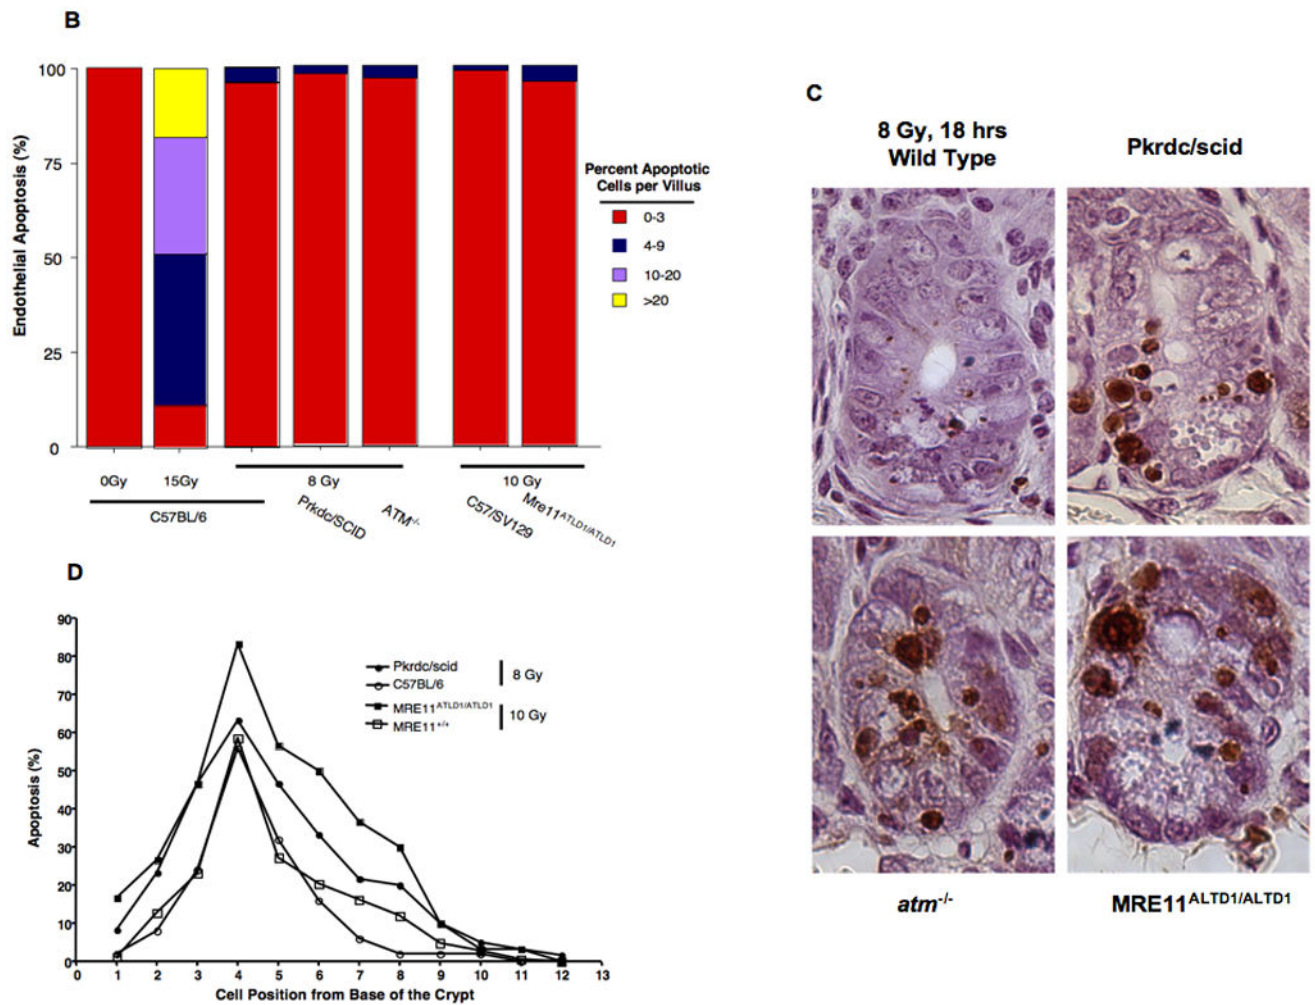 B
Endothelial Apoptosis (%)
100
75
50
25
0
0Gy
15Gy
8 Gy
10 Gy
C57BL/6
Prkdc/SCID
ATM-/-
C57/SV129
Mre11ATLD1/ATLD1
Percent Apoptotic
Cells per Villus
0-3
4-9
10-20
>20
C
8 Gy, 18 hrs
Wild Type
Pkrdc/scid
atm-/-
MRE11ALTD1/ALTD1
D
Apoptosis (%)
90
80
70
60
50
40
30
20
10
0
Pkrdc/scid
C57BL/6
8 Gy
MRE11ATLD1/ATLD1
MRE11+/+
10 Gy
0 1 2 3 4 5 6 7 8 9 10 11 12 13
Cell Position from Base of the Crypt